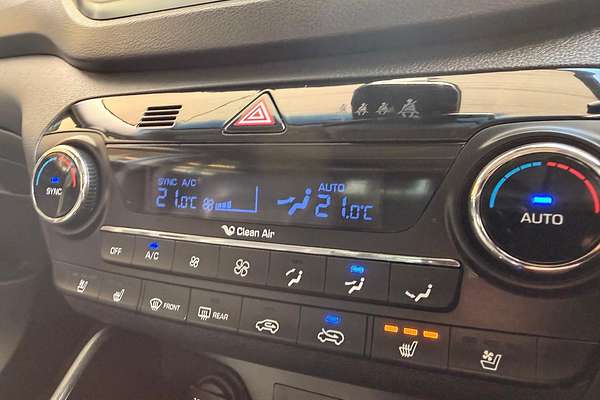 SYNC A/C AUTO
21.0°C 21.0°C
SYNC
AUTO
Clean Air
OFF A/C
FRONT REAR